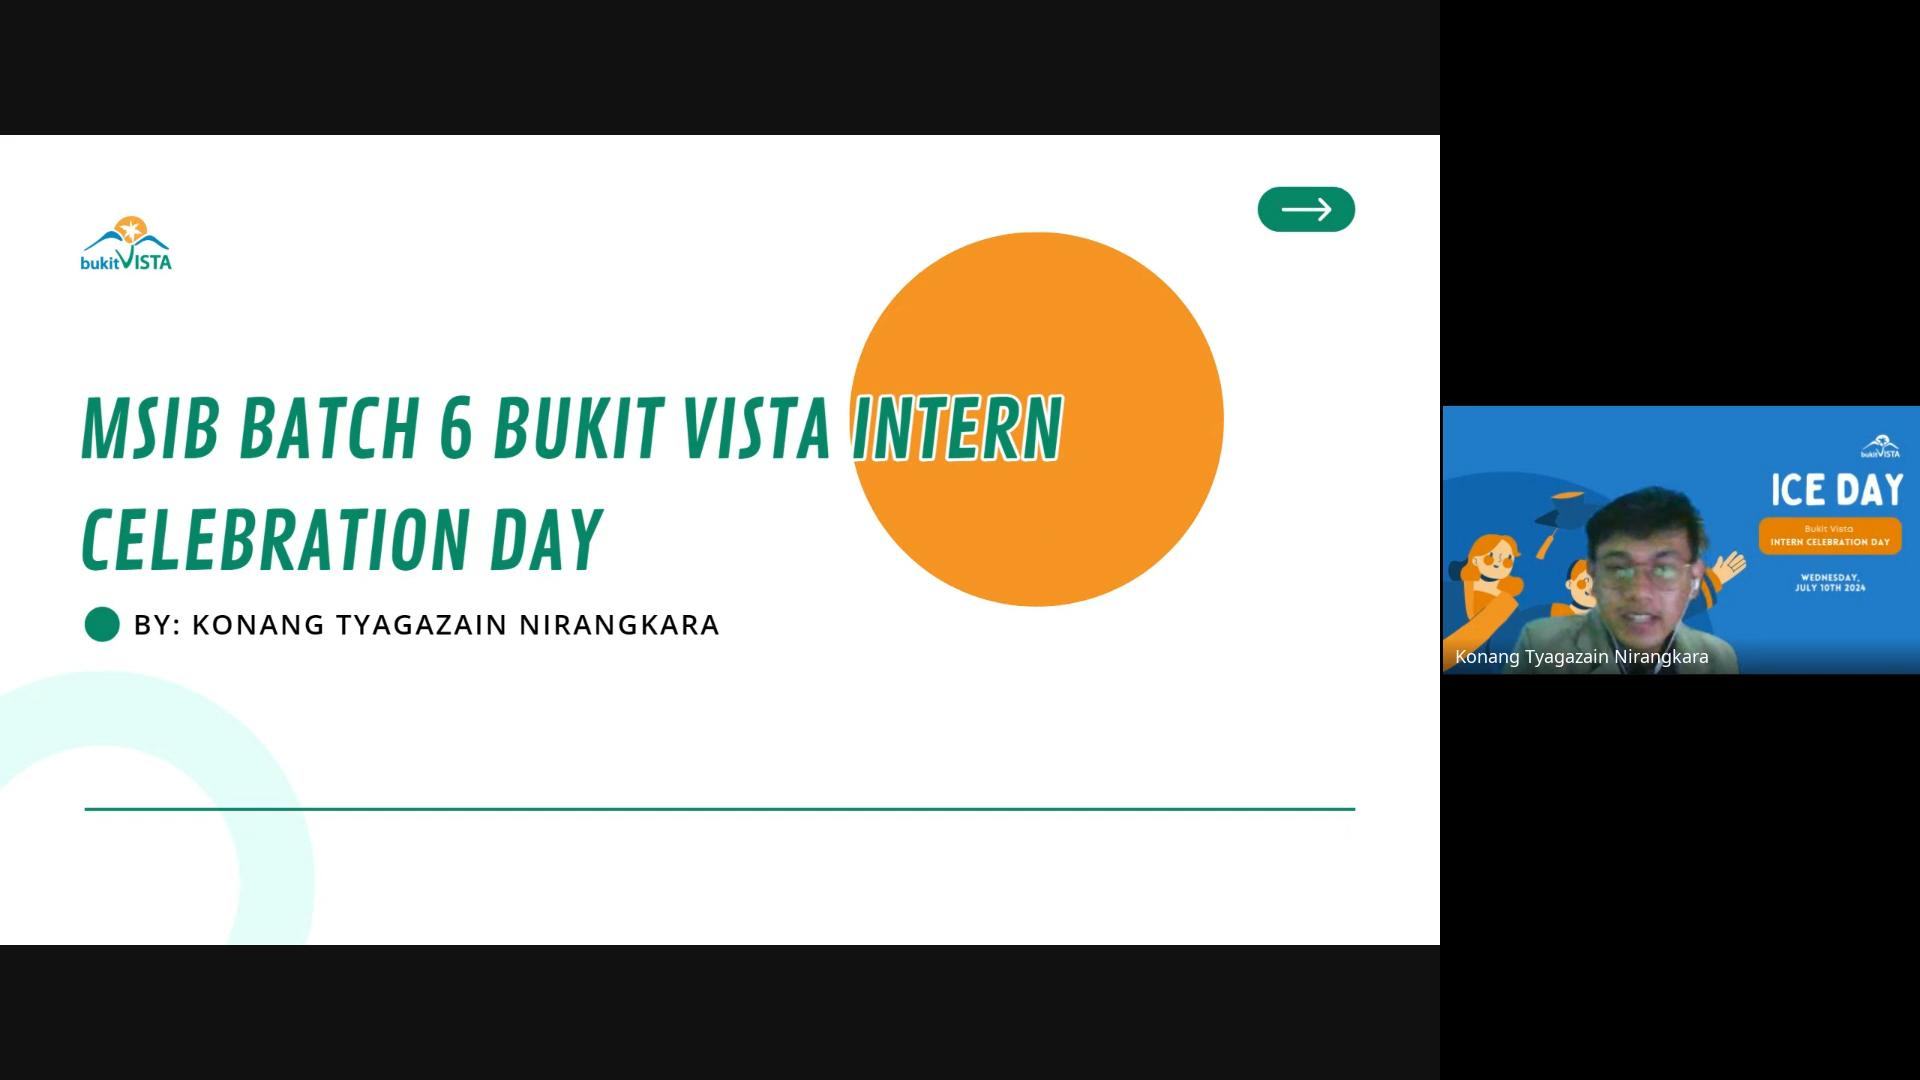 bukitVISTA
MSIB BATCH 6 BUKIT VISTA INTERN
CELEBRATION DAY
BY: KONANG TYAGAZAIN NIRANGKARA
bukitVISTA
ICE DAY
Bukit Vista
INTERN CELEBRATION DAY
WEDNESDAY,
JULY 10TH 2024
Konang Tyagazain Nirangkara